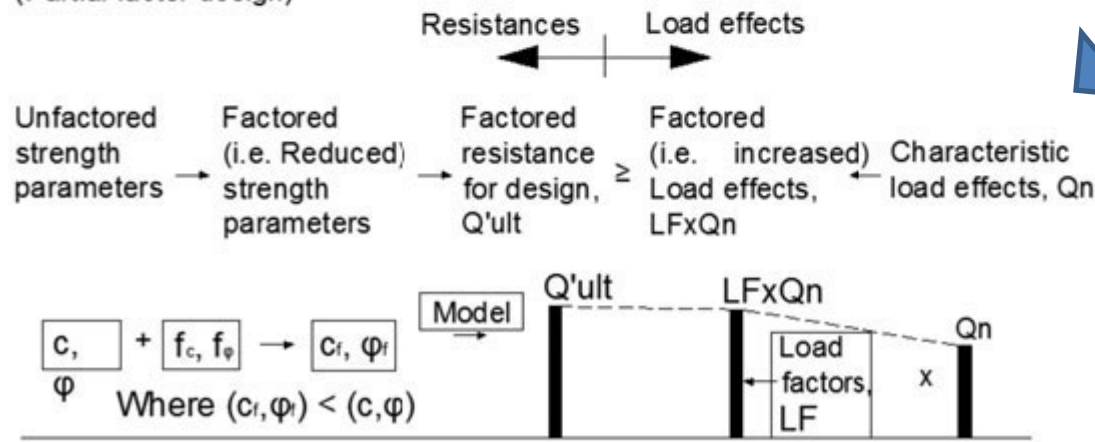 (Partial factor design)
Resistances
Load effects
Unfactored
strength
parameters
Factored
(i.e. Reduced)
strength
parameters
Factored
resistance
for design,
Q'ult
≥
Factored
(i.e. increased)
Load effects,
LFxQn
Characteristic
load effects, Qn
c,
φ
+
fc, fφ
cf, φf
Where (cf,φf) < (c,φ)
Model
Q'ult
LFxQn
Load
factors,
LF
x
Qn